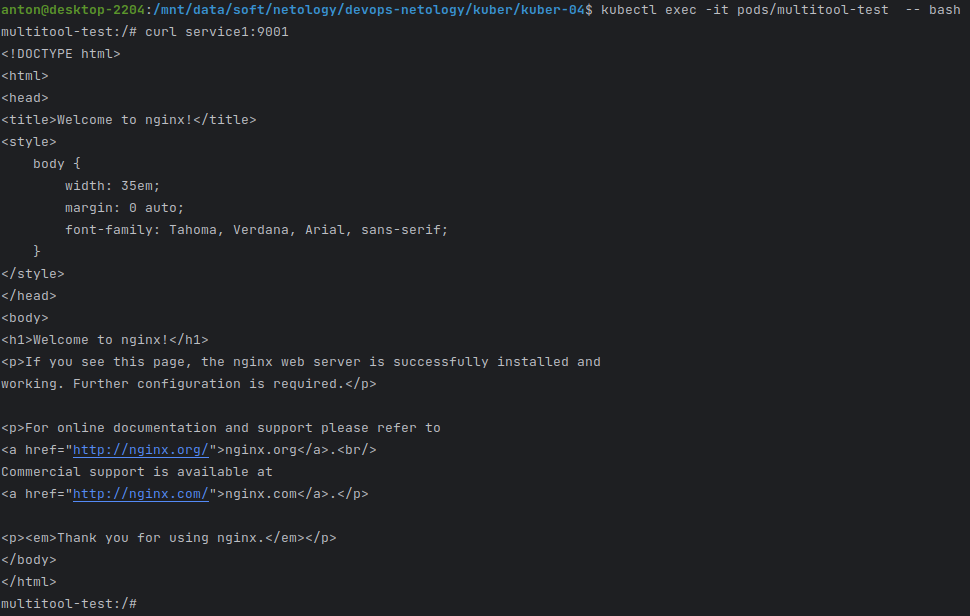 anton@desktop-2204:/mnt/data/soft/netology/devops-netology/kuber/kuber-04$ kubectl exec -it pods/multitool-test  -- bash
multitool-test:/# curl service1:9001
<!DOCTYPE html>
<html>
<head>
<title>Welcome to nginx!</title>
<style>
    body {
        width: 35em;
        margin: 0 auto;
        font-family: Tahoma, Verdana, Arial, sans-serif;
    }
</style>
</head>
<body>
<h1>Welcome to nginx!</h1>
<p>If you see this page, the nginx web server is successfully installed and
working. Further configuration is required.</p>

<p>For online documentation and support please refer to
<a href="http://nginx.org/">nginx.org</a>.<br/>
Commercial support is available at
<a href="http://nginx.com/">nginx.com</a>.</p>

<p><em>Thank you for using nginx.</em></p>
</body>
</html>
multitool-test:/#